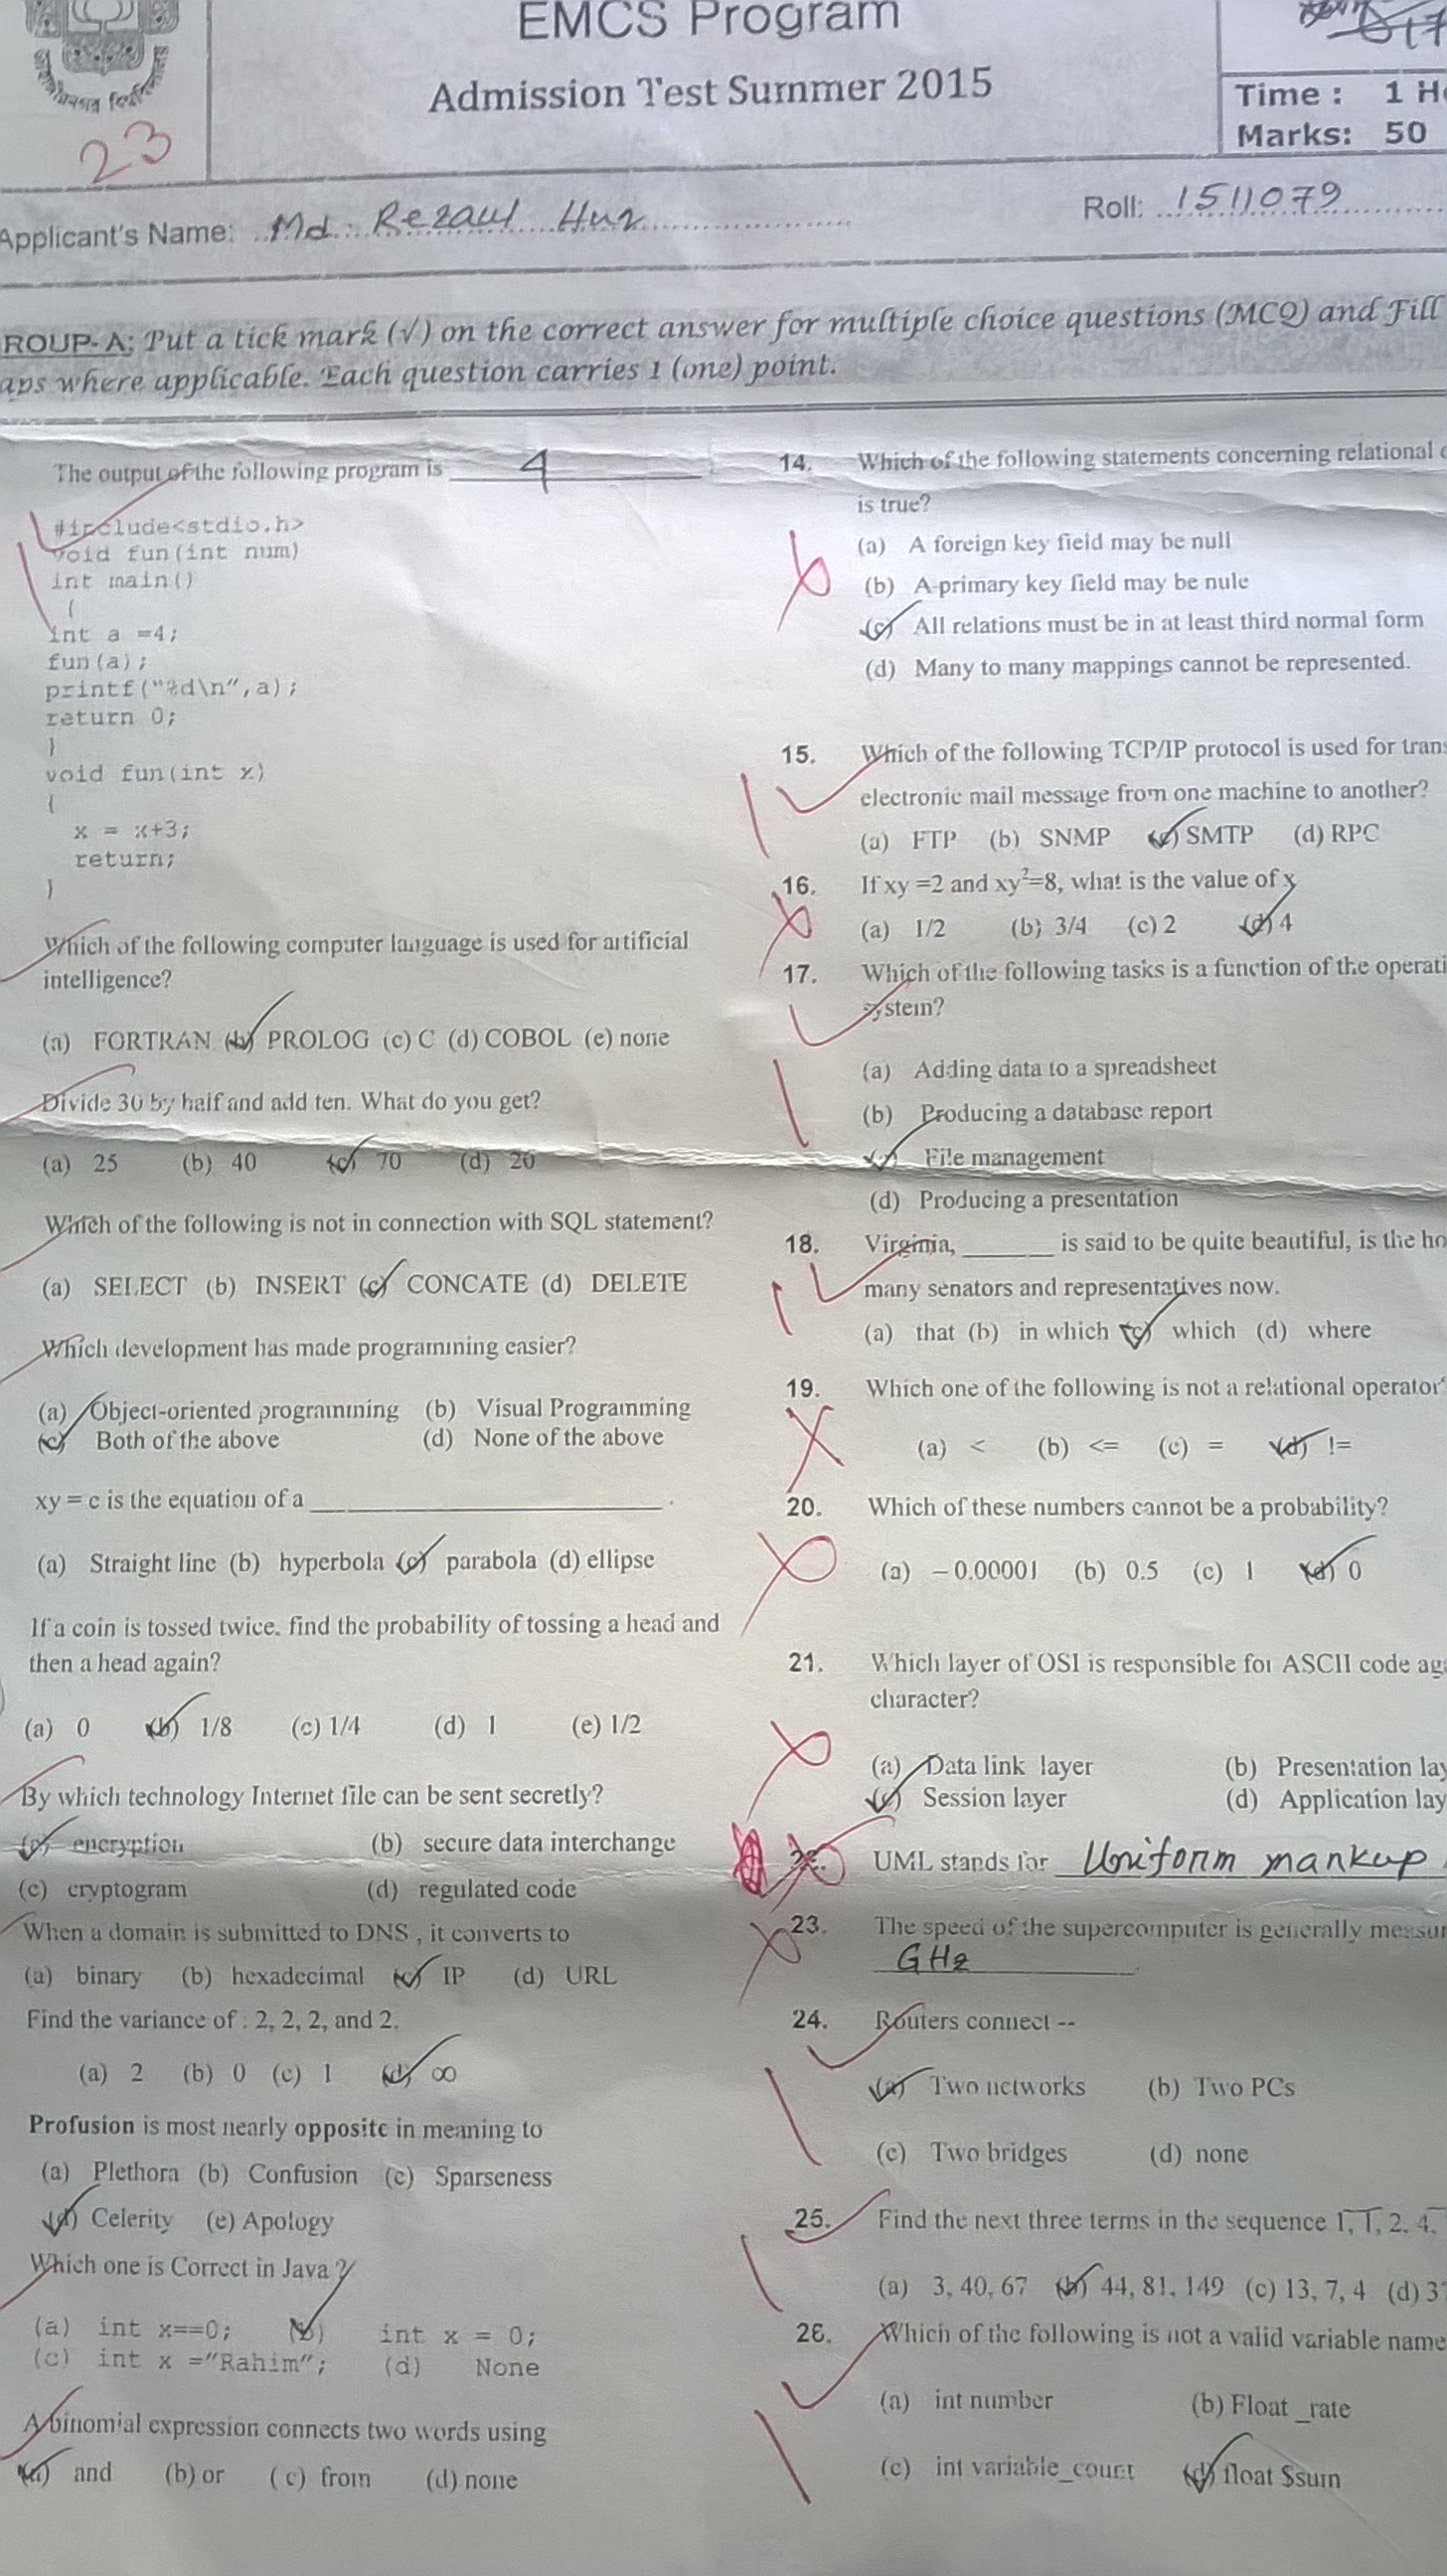 EMCS Program
Admission Test Summer 2015
Time : 1 H
Marks: 50
23
Applicant's Name: Md. Rezaul Huq
Roll: 1511079
ROUP-A: Put a tick mark (√) on the correct answer for multiple choice questions (MCQ) and Fill
aps where applicable. Each question carries 1 (one) point.
The output of the following program is 4
#include<stdio.h>
void fun(int num)
int main()
{
int a =4;
fun(a);
printf("%d\n",a);
return 0;
}
void fun(int x)
{
x = x+3;
return;
}
Which of the following computer language is used for artificial
intelligence?
(a) FORTRAN (b) PROLOG (c) C (d) COBOL (e) none
Divide 30 by half and add ten. What do you get?
(a) 25 (b) 40 (c) 70 (d) 20
Which of the following is not in connection with SQL statement?
(a) SELECT (b) INSERT (c) CONCATE (d) DELETE
Which development has made programming easier?
(a) Object-oriented programming (b) Visual Programming
(c) Both of the above (d) None of the above
xy = c is the equation of a ____________.
(a) Straight line (b) hyperbola (c) parabola (d) ellipse
If a coin is tossed twice. find the probability of tossing a head and
then a head again?
(a) 0 (b) 1/8 (c) 1/4 (d) 1 (e) 1/2
By which technology Internet file can be sent secretly?
(a) encryption (b) secure data interchange
(c) cryptogram (d) regulated code
When a domain is submitted to DNS , it converts to
(a) binary (b) hexadecimal (c) IP (d) URL
Find the variance of : 2, 2, 2, and 2.
(a) 2 (b) 0 (c) 1 (d) ∞
Profusion is most nearly opposite in meaning to
(a) Plethora (b) Confusion (c) Sparseness
(d) Celerity (e) Apology
Which one is Correct in Java ?
(a) int x==0; (b) int x = 0;
(c) int x ="Rahim"; (d) None
A binomial expression connects two words using
(a) and (b) or ( c) from (d) none
14. Which of the following statements concerning relational
is true?
(a) A foreign key field may be null
(b) A primary key field may be nule
(c) All relations must be in at least third normal form
(d) Many to many mappings cannot be represented.
15. Which of the following TCP/IP protocol is used for trans
electronic mail message from one machine to another?
(a) FTP (b) SNMP (c) SMTP (d) RPC
16. If xy =2 and xy²=8, what is the value of x
(a) 1/2 (b) 3/4 (c) 2 (d) 4
17. Which of the following tasks is a function of the operati
system?
(a) Adding data to a spreadsheet
(b) Producing a database report
(c) File management
(d) Producing a presentation
18. Virginia, ______ is said to be quite beautiful, is the ho
many senators and representatives now.
(a) that (b) in which (c) which (d) where
19. Which one of the following is not a relational operator
(a) < (b) <= (c) = (d) !=
20. Which of these numbers cannot be a probability?
(a) – 0.00001 (b) 0.5 (c) 1 (d) 0
21. Which layer of OSI is responsible for ASCII code aga
character?
(a) Data link layer (b) Presentation lay
(c) Session layer (d) Application lay
22. UML stands for Uniform mankup
23. The speed of the supercomputer is generally measur
GHz
24. Routers connect --
(a) Two networks (b) Two PCs
(c) Two bridges (d) none
25. Find the next three terms in the sequence 1, 1, 2, 4,
(a) 3, 40, 67 (b) 44, 81, 149 (c) 13, 7, 4 (d) 3
26. Which of the following is not a valid variable name
(a) int number (b) Float _rate
(c) int variable_count (d) float $sum